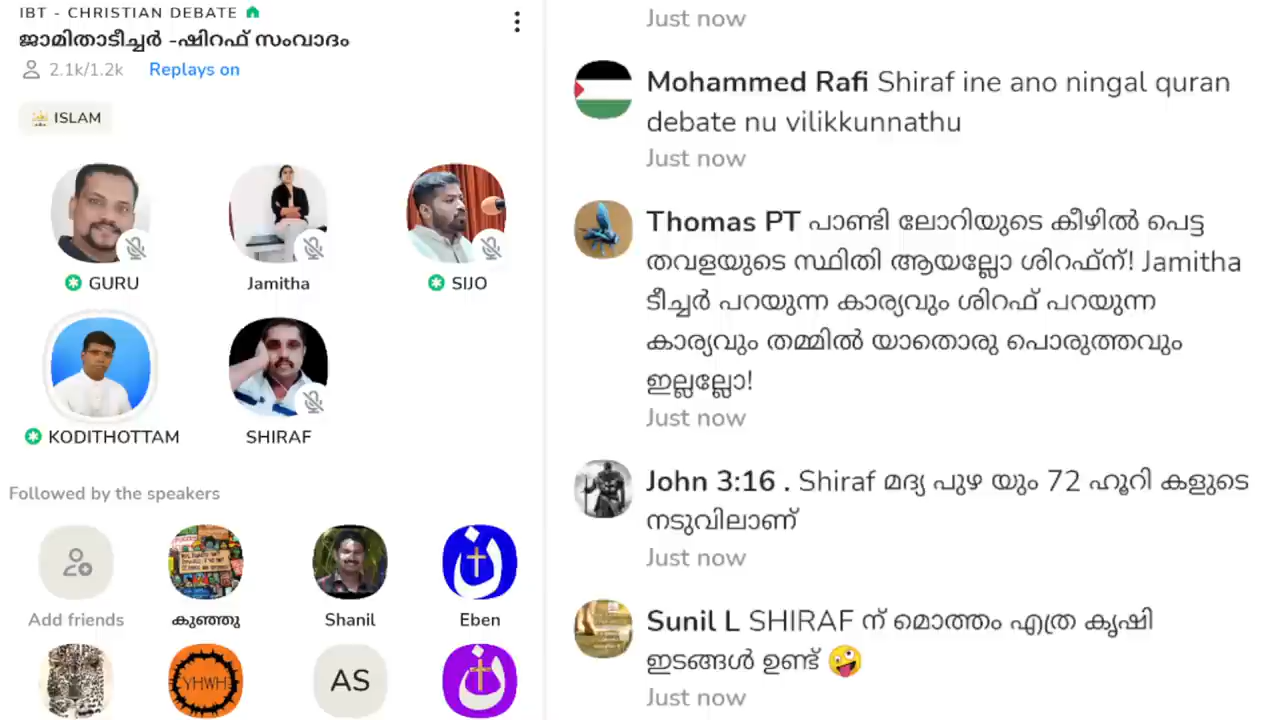 IBT - CHRISTIAN DEBATE
ജാമിതാടീച്ചർ -ഷിറഫ് സംവാദം
2.1k/1.2k Replays on
ISLAM
GURU Jamitha SIJO
KODITHOTTAM SHIRAF
Followed by the speakers
Add friends കുഞ്ഞു Shanil Eben
YHWH AS
Just now
Mohammed Rafi Shiraf ine ano ningal quran
debate nu vilikkunnathu
Just now
Thomas PT പാണ്ടി ലോറിയുടെ കീഴിൽ പെട്ട
തവളയുടെ സ്ഥിതി ആയല്ലോ ശിറഫ്ന്! Jamitha
ടീച്ചർ പറയുന്ന കാര്യവും ശിറഫ് പറയുന്ന
കാര്യവും തമ്മിൽ യാതൊരു പൊരുത്തവും
ഇല്ലല്ലോ!
Just now
John 3:16 . Shiraf മദ്യ പുഴ യും 72 ഹൂറി കളുടെ
നടുവിലാണ്
Just now
Sunil L SHIRAF ന് മൊത്തം എത്ര കൃഷി
ഇടങ്ങൾ ഉണ്ട് 🤪
Just now